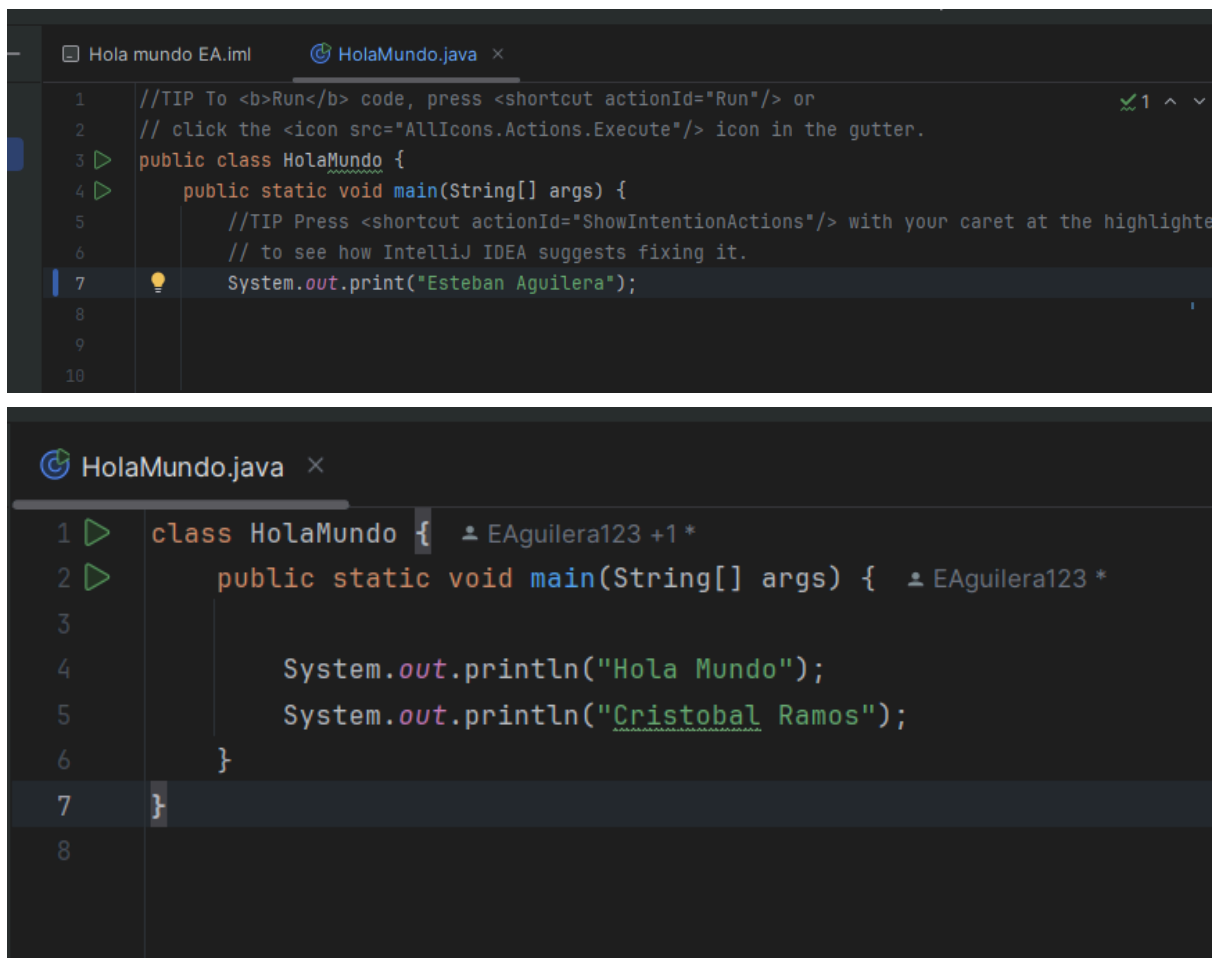 Hola mundo EA.iml HolaMundo.java
1 //TIP To <b>Run</b> code, press <shortcut actionId="Run"/> or 1
2 // click the <icon src="AllIcons.Actions.Execute"/> icon in the gutter.
3 public class HolaMundo {
4 public static void main(String[] args) {
5 //TIP Press <shortcut actionId="ShowIntentionActions"/> with your caret at the highlighte
6 // to see how IntelliJ IDEA suggests fixing it.
7 System.out.print("Esteban Aguilera");
8
9
10
HolaMundo.java
1 class HolaMundo { EAguilera123 +1 *
2 public static void main(String[] args) { EAguilera123 *
3
4 System.out.println("Hola Mundo");
5 System.out.println("Cristobal Ramos");
6 }
7 }
8